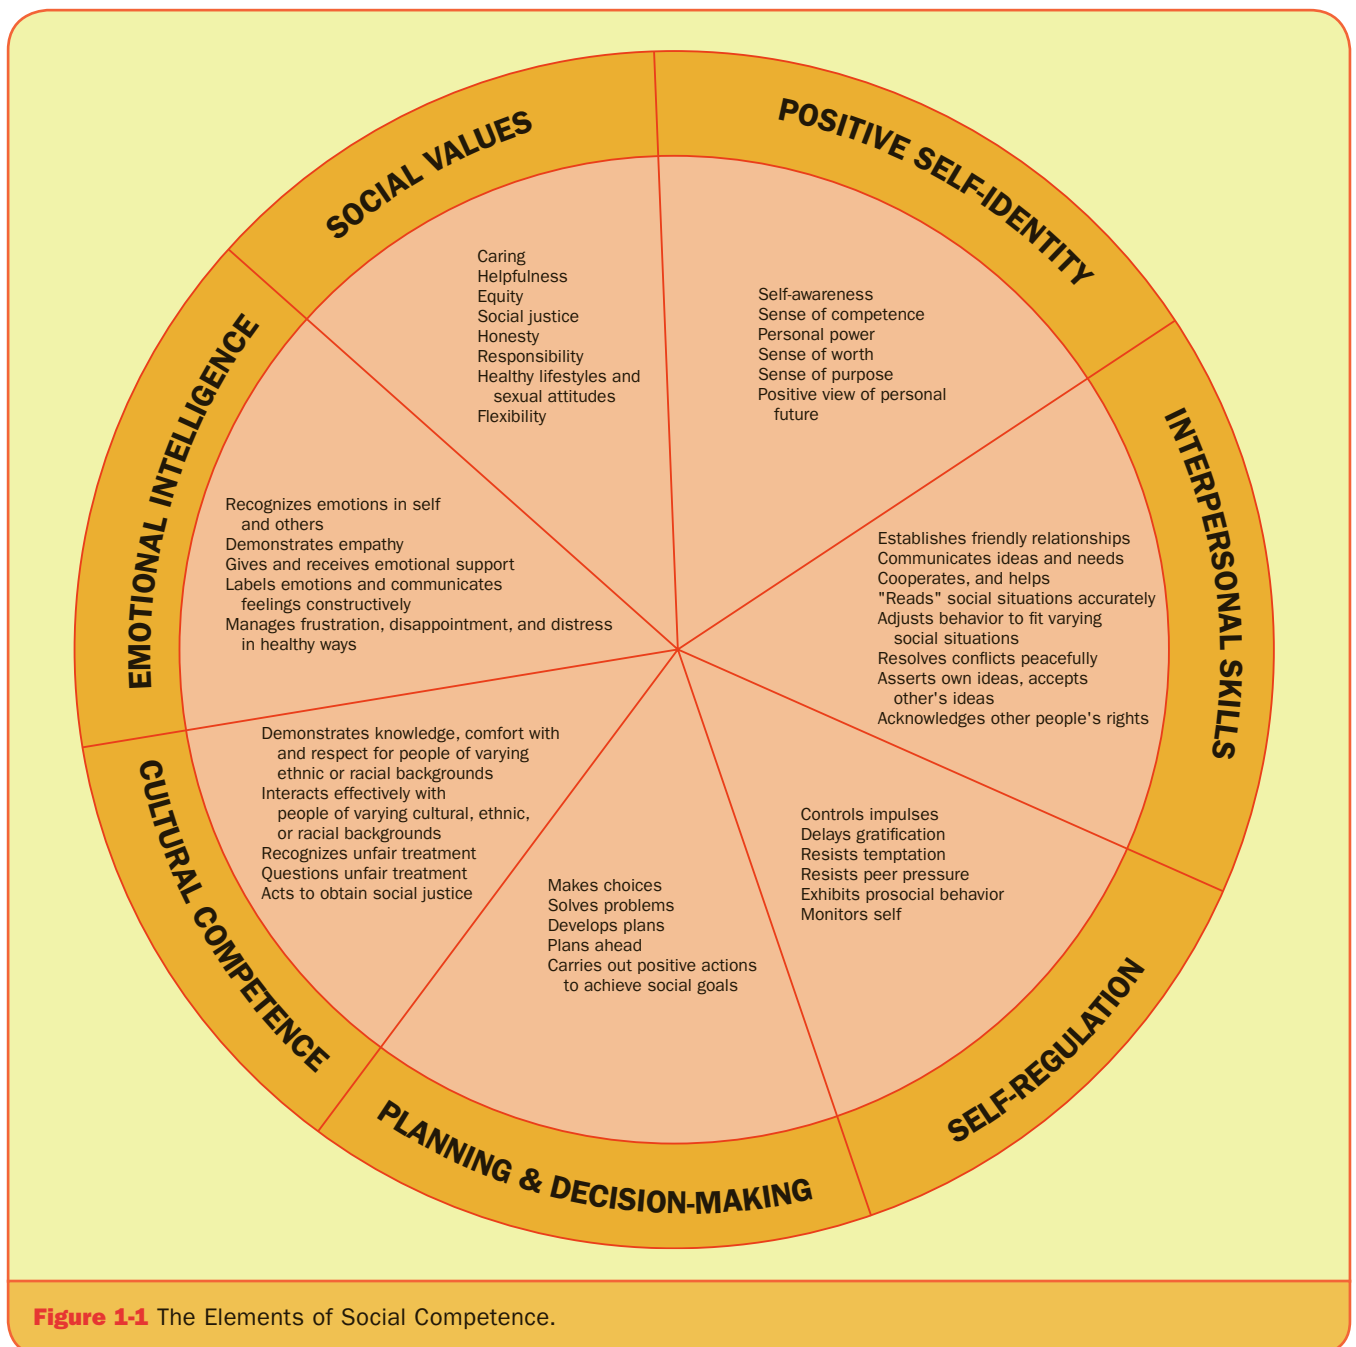 SOCIAL VALUES
Caring
Helpfulness
Equity
Social justice
Honesty
Responsibility
Healthy lifestyles and
sexual attitudes
Flexibility
POSITIVE SELF-IDENTITY
Self-awareness
Sense of competence
Personal power
Sense of worth
Sense of purpose
Positive view of personal
future
INTERPERSONAL SKILLS
Establishes friendly relationships
Communicates ideas and needs
Cooperates, and helps
"Reads" social situations accurately
Adjusts behavior to fit varying
social situations
Resolves conflicts peacefully
Asserts own ideas, accepts
other's ideas
Acknowledges other people's rights
SELF-REGULATION
Controls impulses
Delays gratification
Resists temptation
Resists peer pressure
Exhibits prosocial behavior
Monitors self
PLANNING & DECISION-MAKING
Makes choices
Solves problems
Develops plans
Plans ahead
Carries out positive actions
to achieve social goals
CULTURAL COMPETENCE
Demonstrates knowledge, comfort with
and respect for people of varying
ethnic or racial backgrounds
Interacts effectively with
people of varying cultural, ethnic,
or racial backgrounds
Recognizes unfair treatment
Questions unfair treatment
Acts to obtain social justice
EMOTIONAL INTELLIGENCE
Recognizes emotions in self
and others
Demonstrates empathy
Gives and receives emotional support
Labels emotions and communicates
feelings constructively
Manages frustration, disappointment, and distress
in healthy ways
Figure 1-1 The Elements of Social Competence.